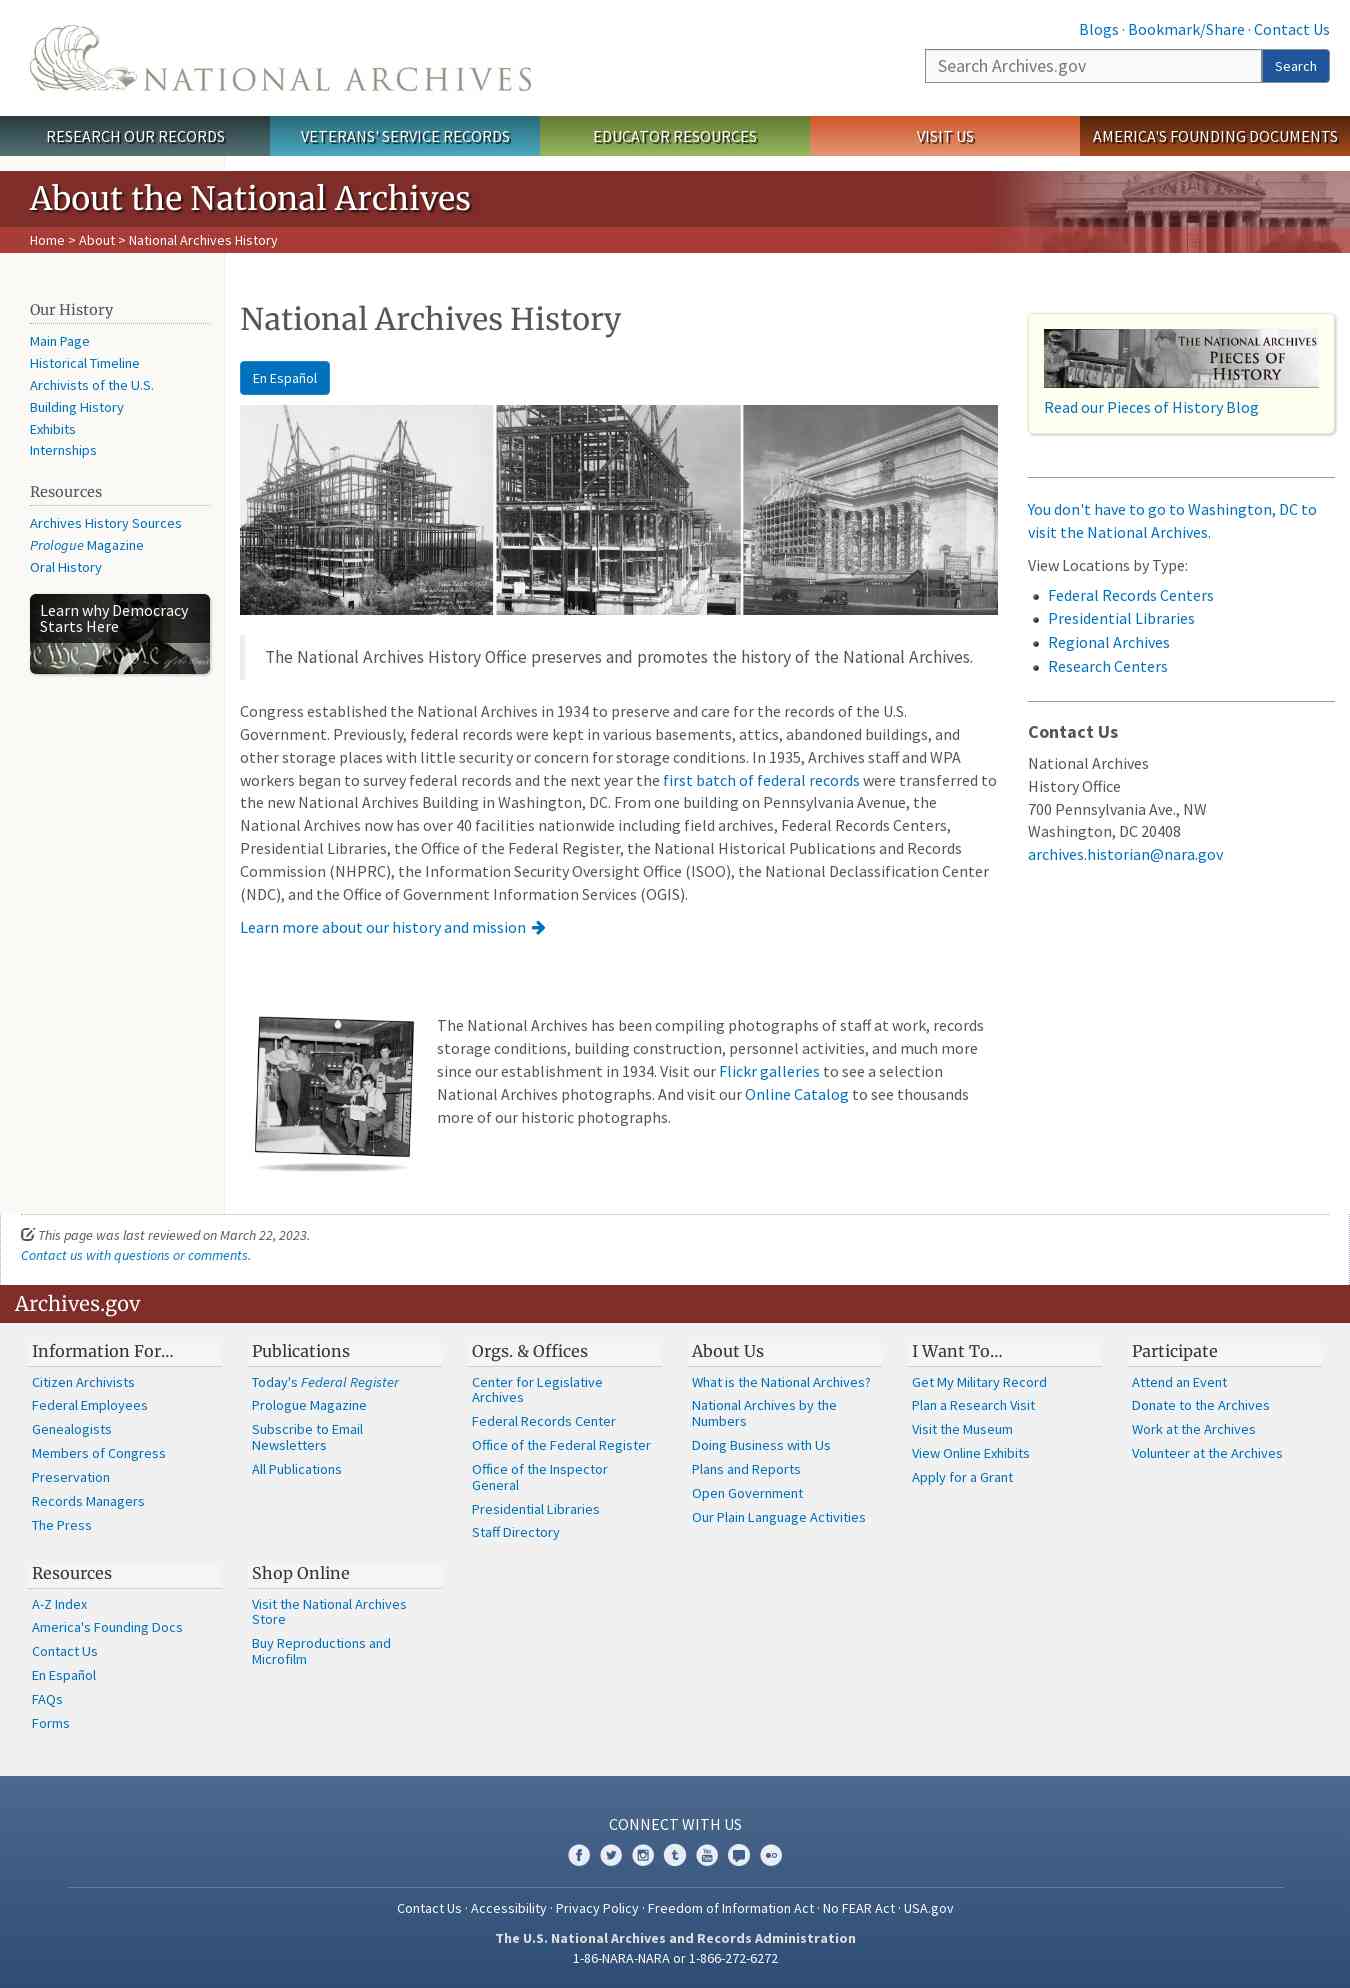 Blogs · Bookmark/Share · Contact Us
NATIONAL ARCHIVES
Search Archives.gov
Search
RESEARCH OUR RECORDS
VETERANS' SERVICE RECORDS
EDUCATOR RESOURCES
VISIT US
AMERICA'S FOUNDING DOCUMENTS
About the National Archives
Home > About > National Archives History
Our History
Main Page
Historical Timeline
Archivists of the U.S.
Building History
Exhibits
Internships
Resources
Archives History Sources
Prologue Magazine
Oral History
Learn why Democracy
Starts Here
We the People
National Archives History
En Español
The National Archives History Office preserves and promotes the history of the National Archives.
Congress established the National Archives in 1934 to preserve and care for the records of the U.S.
Government. Previously, federal records were kept in various basements, attics, abandoned buildings, and
other storage places with little security or concern for storage conditions. In 1935, Archives staff and WPA
workers began to survey federal records and the next year the first batch of federal records were transferred to
the new National Archives Building in Washington, DC. From one building on Pennsylvania Avenue, the
National Archives now has over 40 facilities nationwide including field archives, Federal Records Centers,
Presidential Libraries, the Office of the Federal Register, the National Historical Publications and Records
Commission (NHPRC), the Information Security Oversight Office (ISOO), the National Declassification Center
(NDC), and the Office of Government Information Services (OGIS).
Learn more about our history and mission
The National Archives has been compiling photographs of staff at work, records
storage conditions, building construction, personnel activities, and much more
since our establishment in 1934. Visit our Flickr galleries to see a selection
National Archives photographs. And visit our Online Catalog to see thousands
more of our historic photographs.
THE NATIONAL ARCHIVES
PIECES OF
HISTORY
Read our Pieces of History Blog
You don't have to go to Washington, DC to
visit the National Archives.
View Locations by Type:
Federal Records Centers
Presidential Libraries
Regional Archives
Research Centers
Contact Us
National Archives
History Office
700 Pennsylvania Ave., NW
Washington, DC 20408
archives.historian@nara.gov
This page was last reviewed on March 22, 2023.
Contact us with questions or comments.
Archives.gov
Information For…
Citizen Archivists
Federal Employees
Genealogists
Members of Congress
Preservation
Records Managers
The Press
Publications
Today's Federal Register
Prologue Magazine
Subscribe to Email
Newsletters
All Publications
Orgs. & Offices
Center for Legislative
Archives
Federal Records Center
Office of the Federal Register
Office of the Inspector
General
Presidential Libraries
Staff Directory
About Us
What is the National Archives?
National Archives by the
Numbers
Doing Business with Us
Plans and Reports
Open Government
Our Plain Language Activities
I Want To…
Get My Military Record
Plan a Research Visit
Visit the Museum
View Online Exhibits
Apply for a Grant
Participate
Attend an Event
Donate to the Archives
Work at the Archives
Volunteer at the Archives
Resources
A-Z Index
America's Founding Docs
Contact Us
En Español
FAQs
Forms
Shop Online
Visit the National Archives
Store
Buy Reproductions and
Microfilm
CONNECT WITH US
Contact Us · Accessibility · Privacy Policy · Freedom of Information Act · No FEAR Act · USA.gov
The U.S. National Archives and Records Administration
1-86-NARA-NARA or 1-866-272-6272